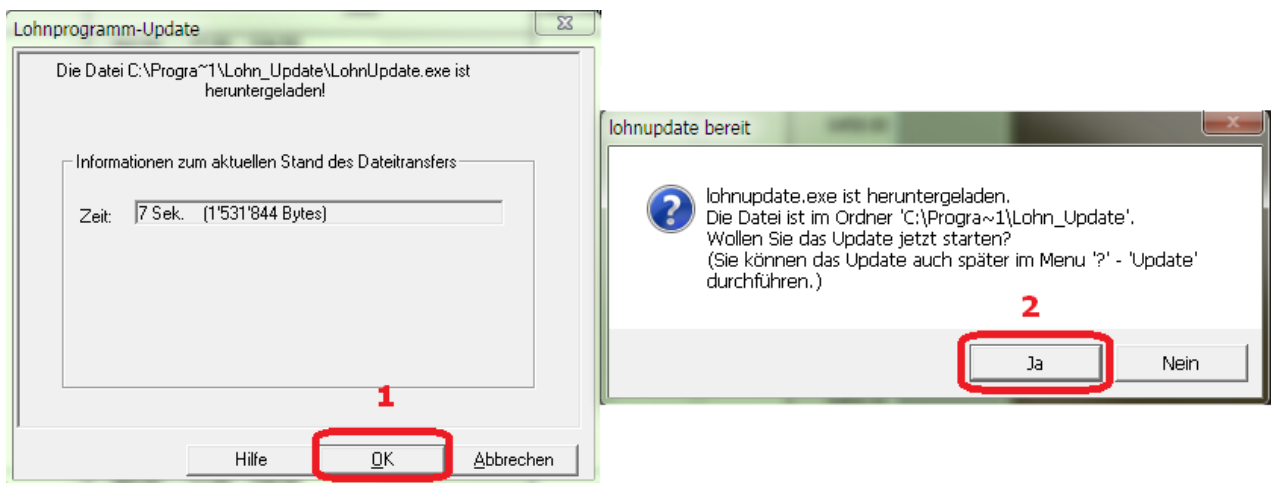 Lohnprogramm-Update
Die Datei C:\Progra~1\Lohn_Update\LohnUpdate.exe ist
heruntergeladen!
Informationen zum aktuellen Stand des Dateitransfers
Zeit: 7 Sek. (1'531'844 Bytes)
1
Hilfe OK Abbrechen
lohnupdate bereit
lohnupdate.exe ist heruntergeladen.
Die Datei ist im Ordner 'C:\Progra~1\Lohn_Update'.
Wollen Sie das Update jetzt starten?
(Sie können das Update auch später im Menu '?' - 'Update'
durchführen.)
2
Ja Nein